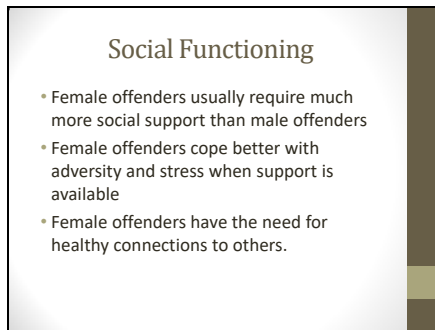 Social Functioning
• Female offenders usually require much
more social support than male offenders
• Female offenders cope better with
adversity and stress when support is
available
• Female offenders have the need for
healthy connections to others.